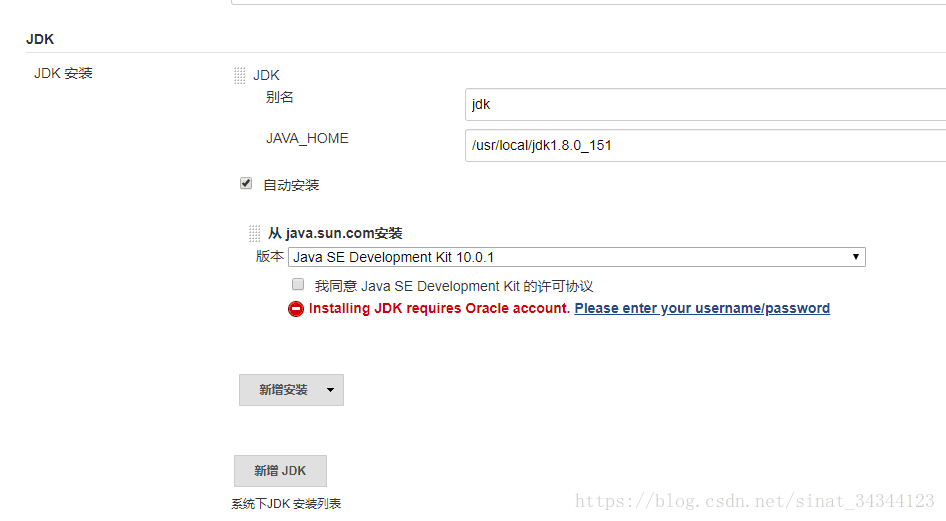 JDK
JDK 安装
JDK
别名
jdk
JAVA_HOME
/usr/local/jdk1.8.0_151
自动安装
从 java.sun.com安装
版本 Java SE Development Kit 10.0.1
我同意 Java SE Development Kit 的许可协议
Installing JDK requires Oracle account. Please enter your username/password
新增安装
新增 JDK
系统下JDK 安装列表
https://blog.csdn.net/sinat_34344123